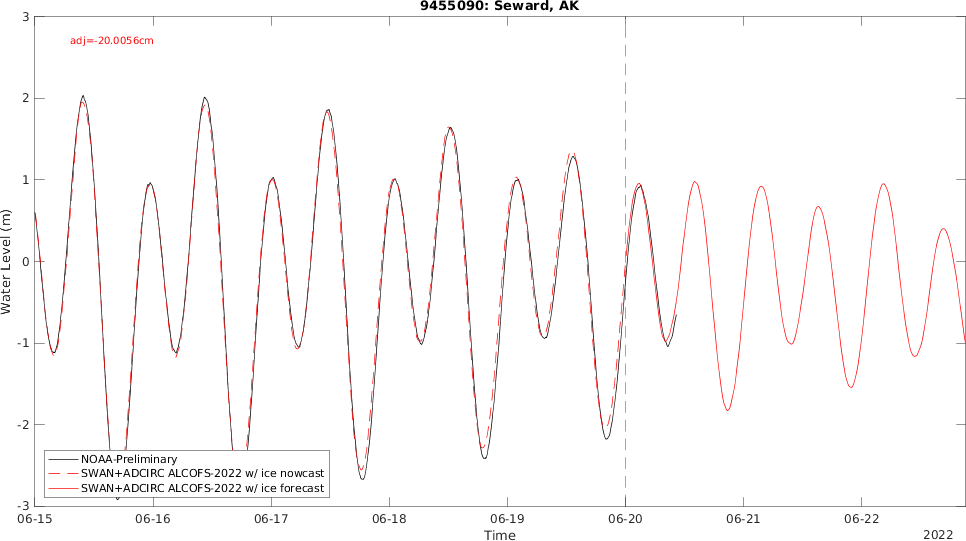 9455090: Seward, AK
adj=-20.0056cm
3
2
1
0
-1
-2
-3
Water Level (m)
NOAA-Preliminary
SWAN+ADCIRC ALCOFS-2022 w/ ice nowcast
SWAN+ADCIRC ALCOFS-2022 w/ ice forecast
06-15 06-16 06-17 06-18 06-19 06-20 06-21 06-22
Time
2022